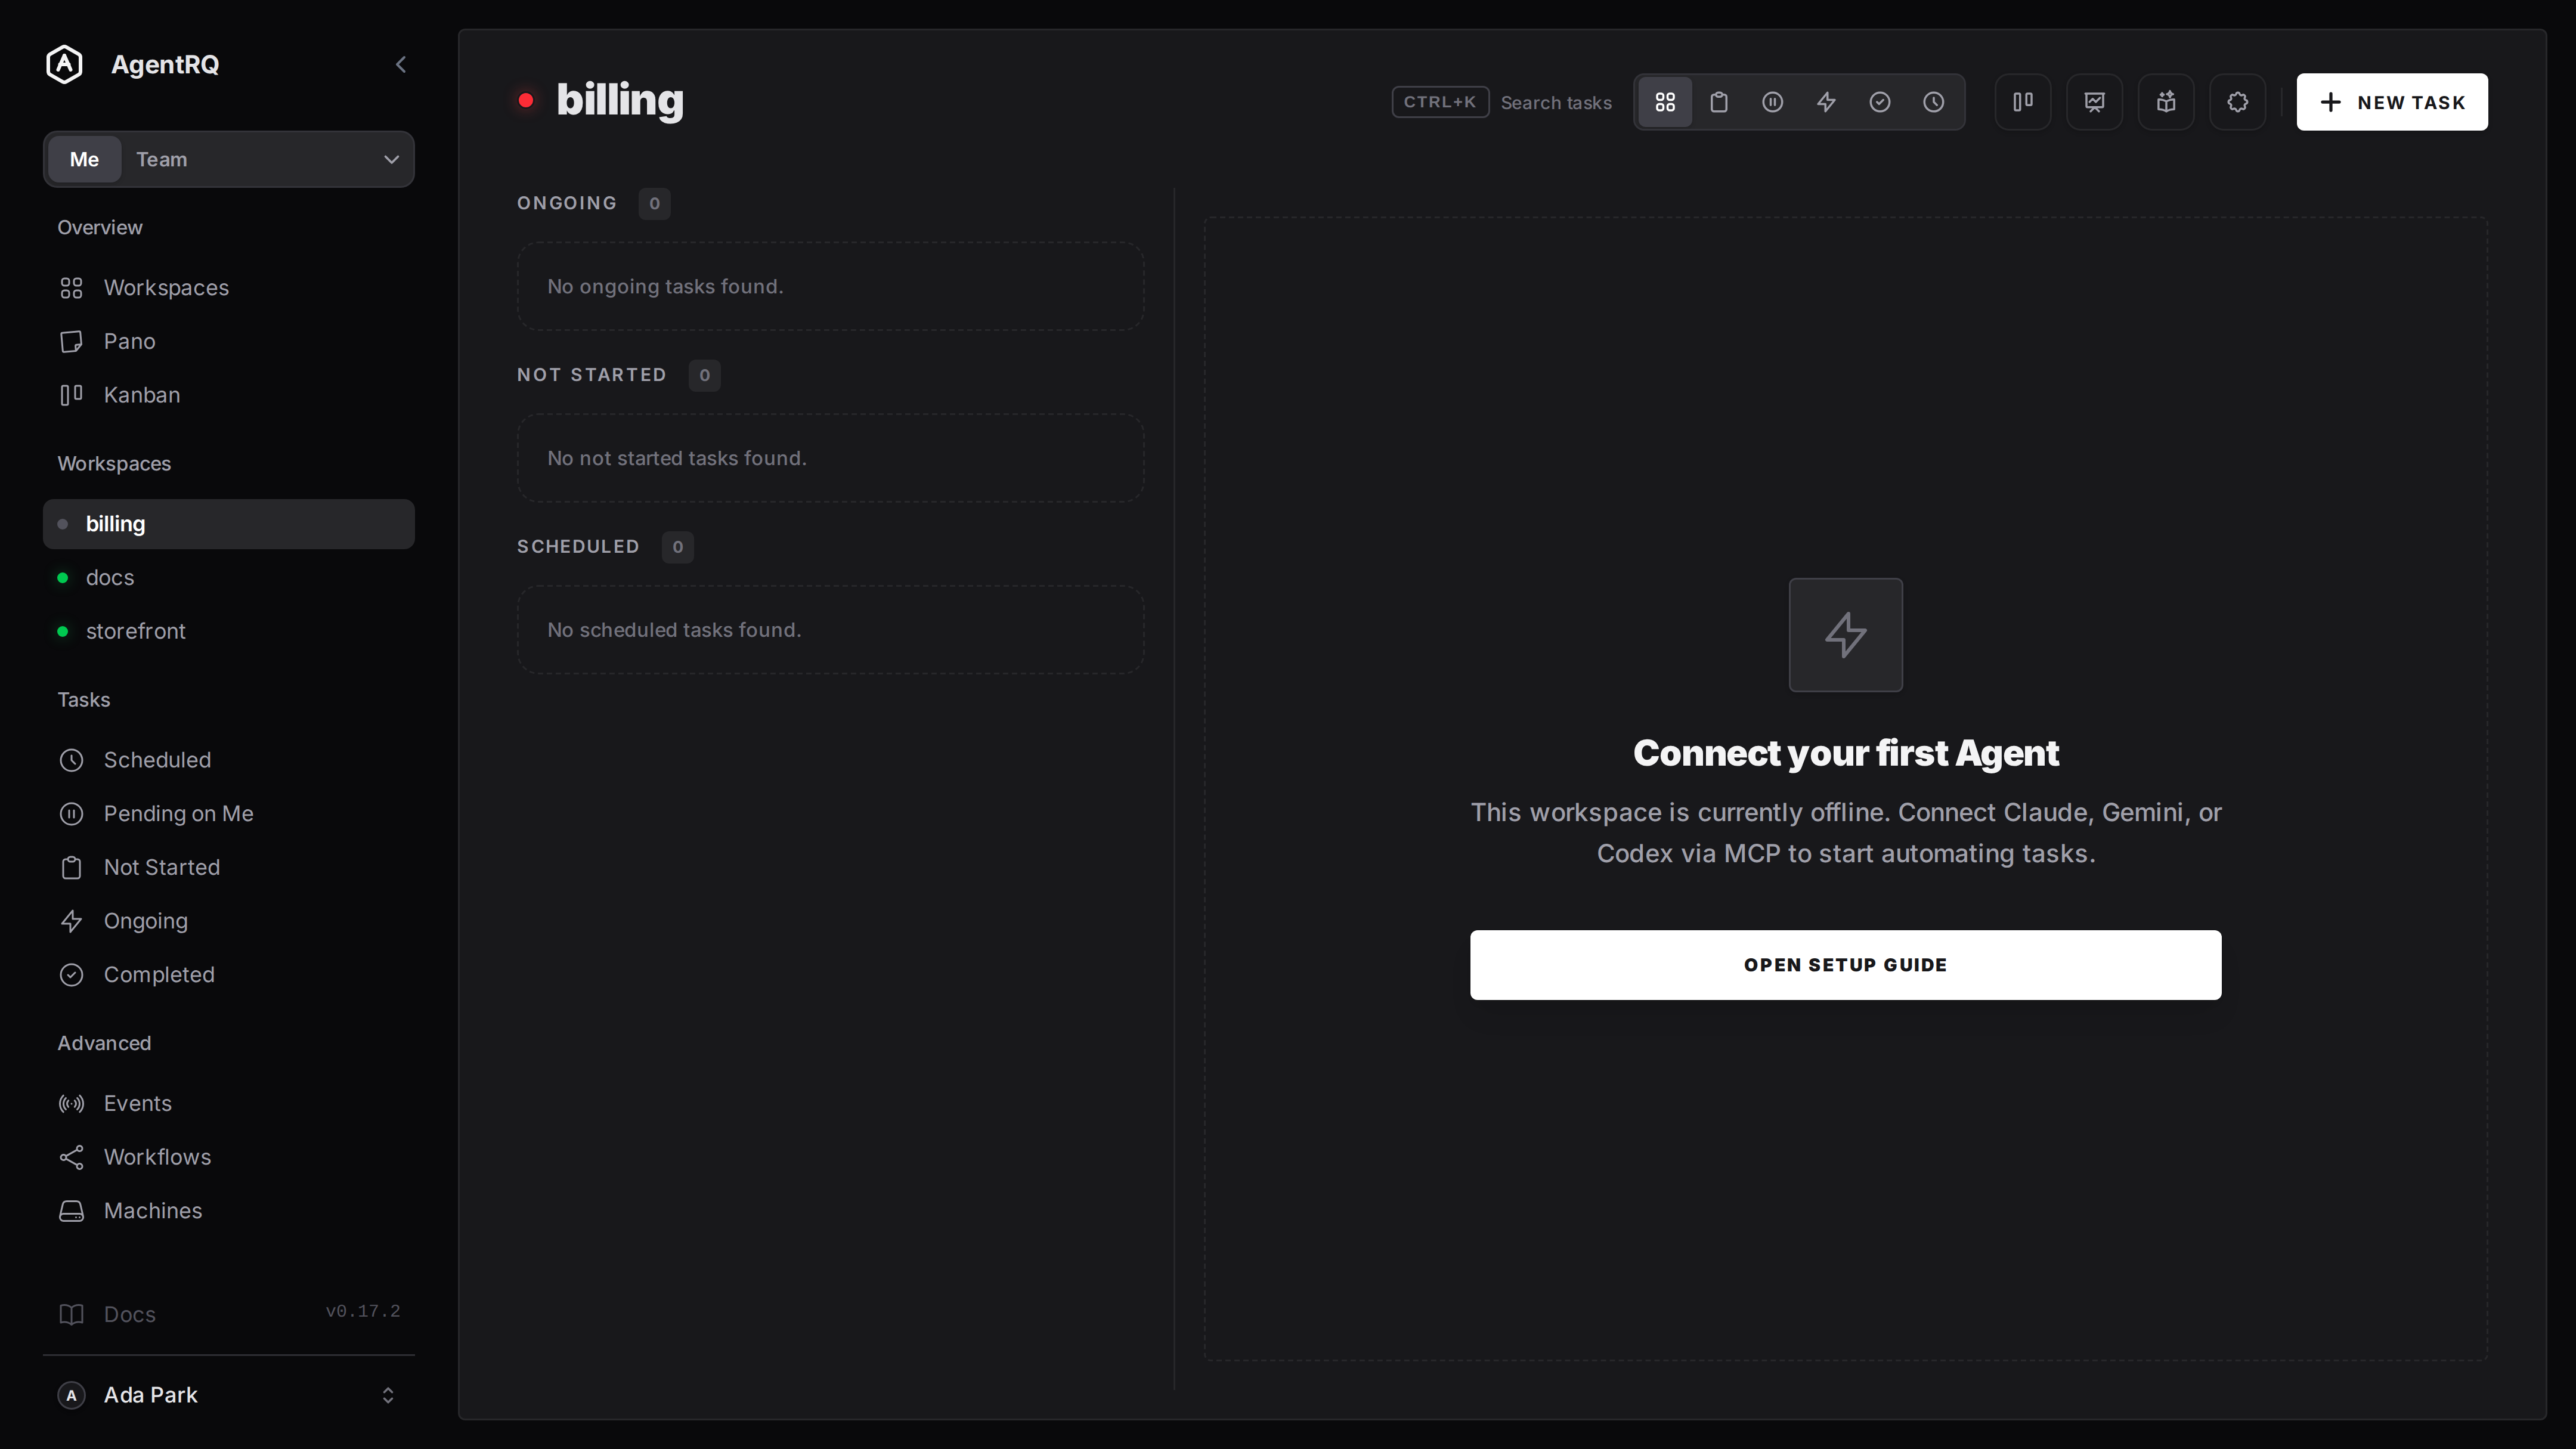 AgentRQ
Me
Team
Overview
Workspaces
Pano
Kanban
Workspaces
billing
docs
storefront
Tasks
Scheduled
Pending on Me
Not Started
Ongoing
Completed
Advanced
Events
Workflows
Machines
Docs
v0.17.2
A
Ada Park
billing
CTRL+K Search tasks
NEW TASK
ONGOING 0
No ongoing tasks found.
NOT STARTED 0
No not started tasks found.
SCHEDULED 0
No scheduled tasks found.
Connect your first Agent
This workspace is currently offline. Connect Claude, Gemini, or
Codex via MCP to start automating tasks.
OPEN SETUP GUIDE